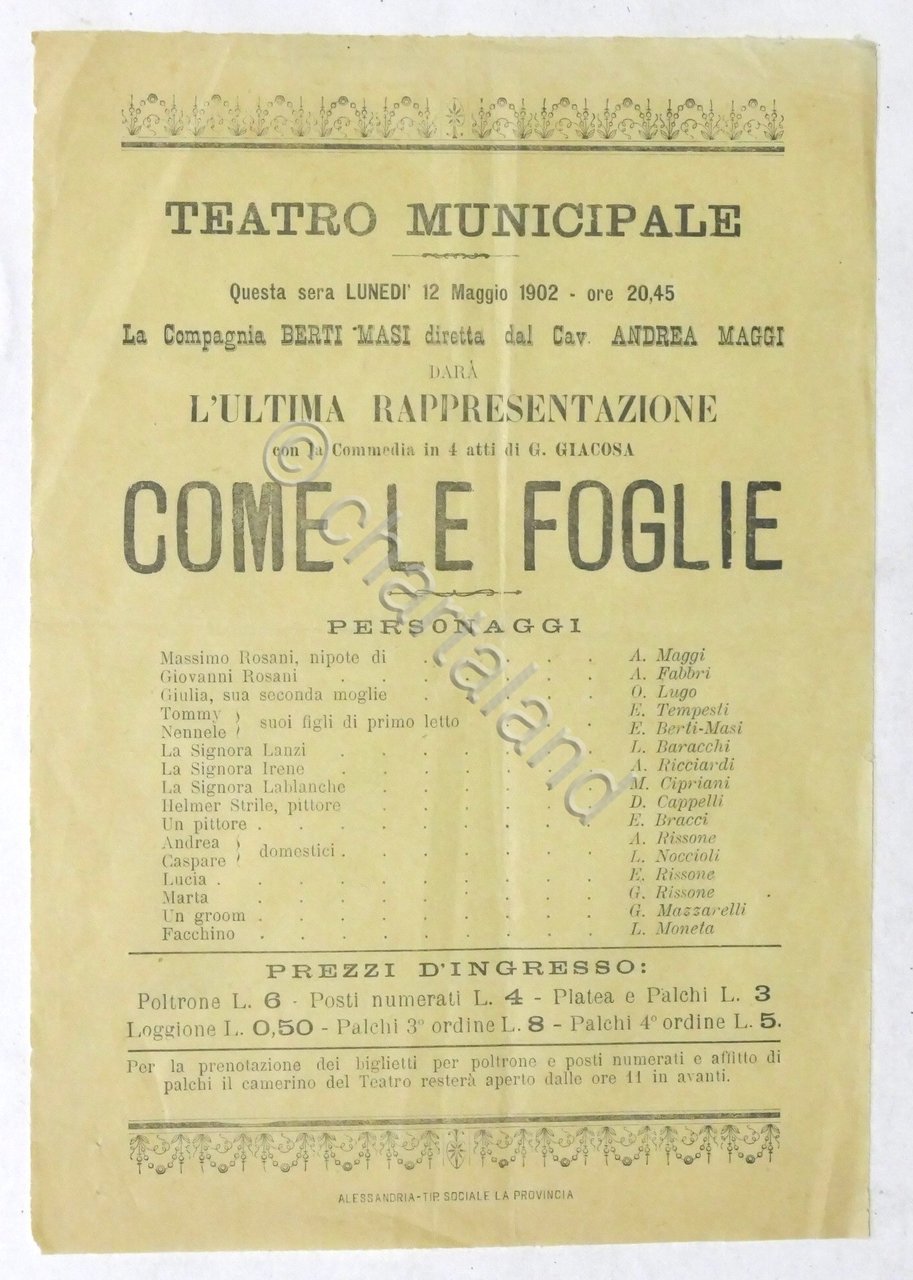 TEATRO MUNICIPALE
Questa sera LUNEDI' 12 Maggio 1902 - ore 20,45
La Compagnia BERTI-MASI diretta dal Cav. ANDREA MAGGI
DARÀ
L'ULTIMA RAPPRESENTAZIONE
con la Commedia in 4 atti di G. GIACOSA
COME LE FOGLIE
PERSONAGGI
Massimo Rosani, nipote di . . . . . A. Maggi
Giovanni Rosani . . . . . . . A. Fabbri
Giulia, sua seconda moglie . . . . . O. Lugo
Tommy ) E. Tempesti
suoi figli di primo letto . . . .
Nennele ) E. Berti-Masi
La Signora Lanzi . . . . . . . L. Baracchi
La Signora Irene . . . . . . . A. Ricciardi
La Signora Lablanche . . . . . . M. Cipriani
Helmer Strile, pittore . . . . . . D. Cappelli
Un pittore . . . . . . . . . E. Bracci
Andrea ) A. Rissone
domestici . . . . . . .
Caspare ) L. Noccioli
Lucia . . . . . . . . . . E. Rissone
Marta . . . . . . . . . G. Rissone .
Un groom . . . . . . . . . G. Mazzarelli
Facchino . . . . . . . . . L. Moneta
PREZZI D'INGRESSO:
Poltrone L. 6 - Posti numerati L. 4 - Platea e Palchi L. 3
Loggione L. 0,50 - Palchi 3° ordine L. 8 - Palchi 4° ordine L. 5.
Per la prenotazione dei biglietti per poltrone e posti numerati e affitto di
palchi il camerino del Teatro resterà aperto dalle ore 11 in avanti.
ALESSANDRIA-TIP. SOCIALE LA PROVINCIA
© chartaland